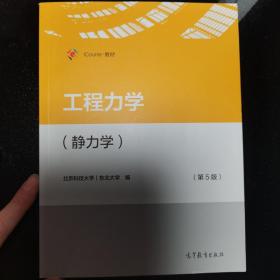 iCourse·教材
工程力学
(静力学)
北京科技大学 东北大学 编
(第5版)
高等教育出版社